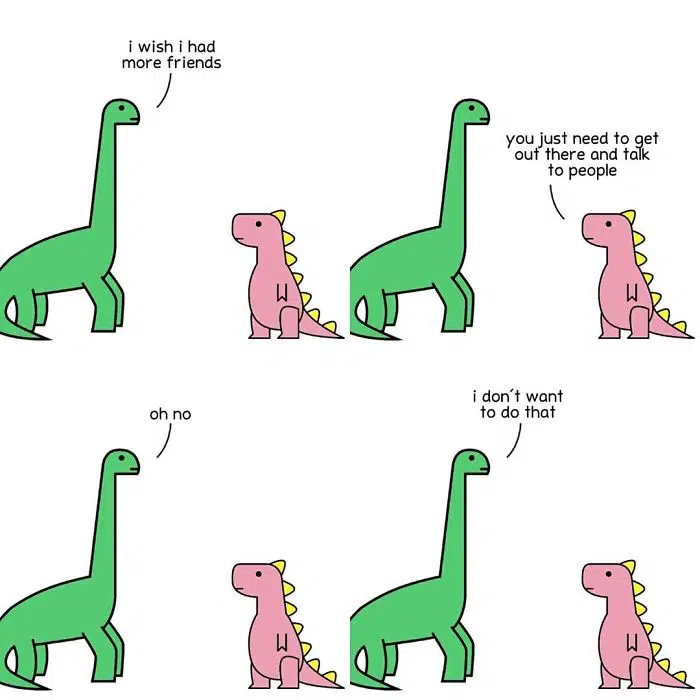 i wish i had
more friends
you just need to get
out there and talk
to people
oh no
i don't want
to do that